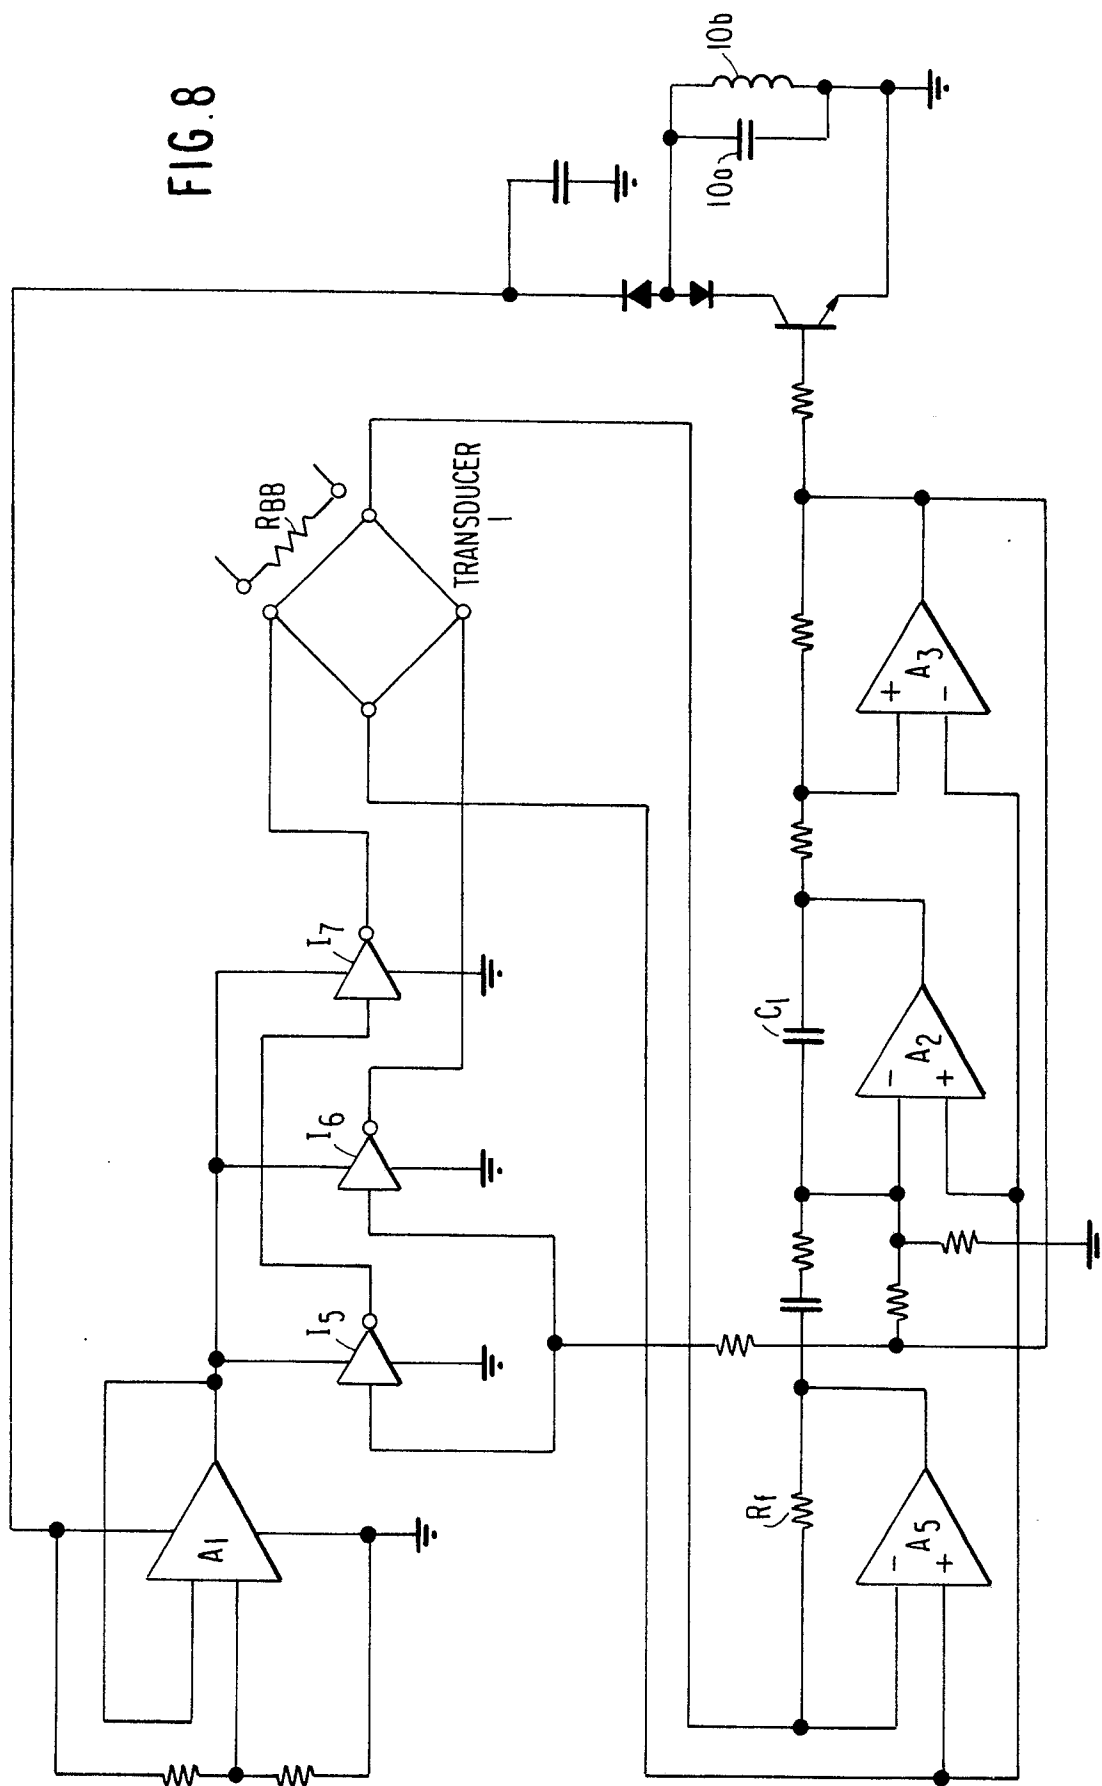 FIG.8
A1
I5
I6
I7
RBB
TRANSDUCER
1
10a
10b
Rf
C1
A5
- +
A2
- +
A3
+ -